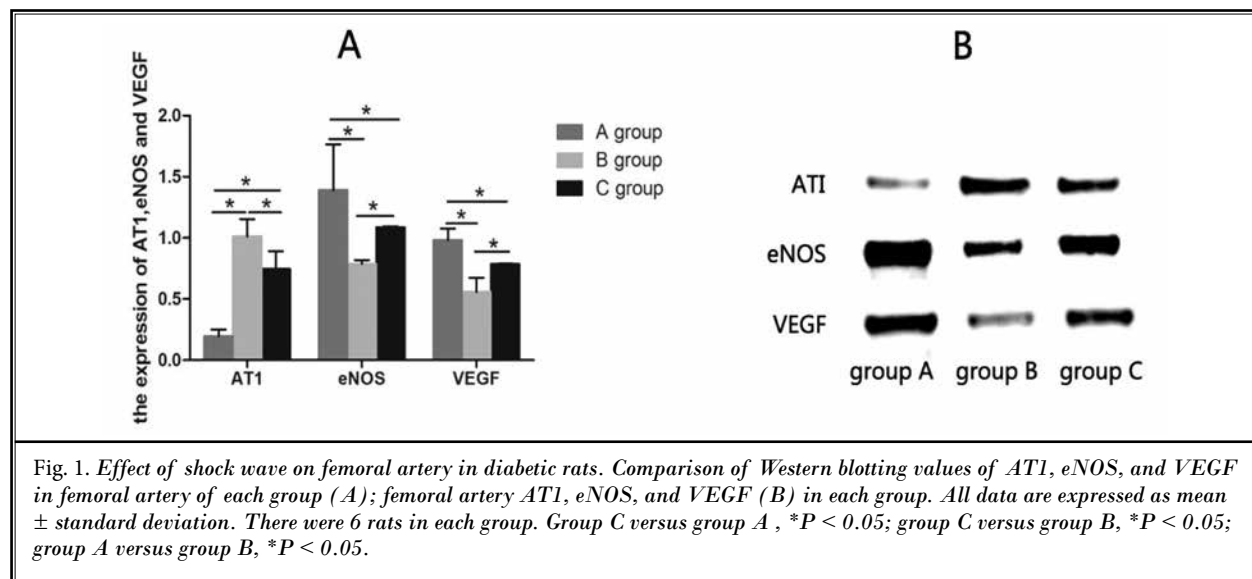 A
B
the expression of AT1,eNOS and VEGF
2.0
1.5
1.0
0.5
0.0
* * * * * * * * *
AT1 eNOS VEGF
A group
B group
C group
ATI
eNOS
VEGF
group A group B group C
Fig. 1. Effect of shock wave on femoral artery in diabetic rats. Comparison of Western blotting values of AT1, eNOS, and VEGF
in femoral artery of each group (A); femoral artery AT1, eNOS, and VEGF (B) in each group. All data are expressed as mean
± standard deviation. There were 6 rats in each group. Group C versus group A , *P < 0.05; group C versus group B, *P < 0.05;
group A versus group B, *P < 0.05.